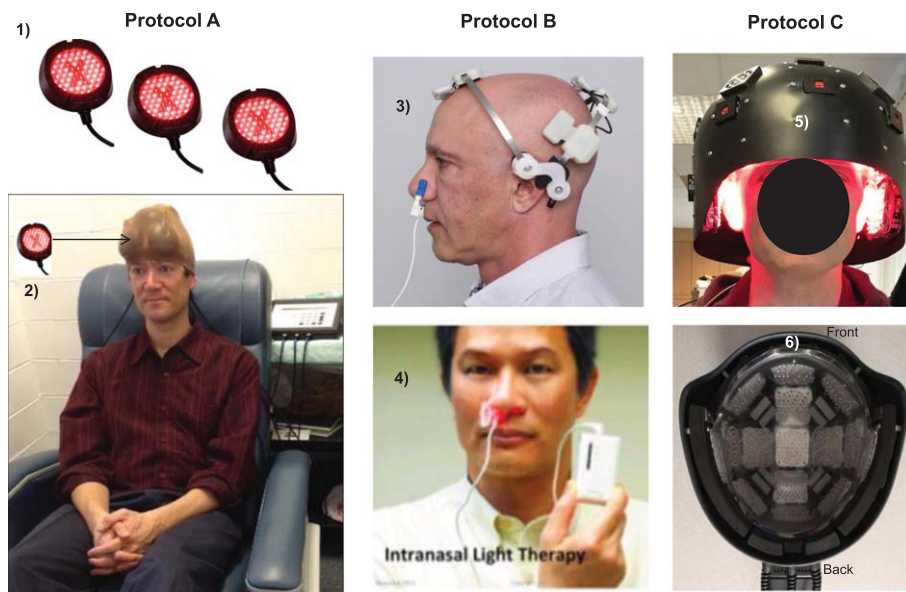 Protocol A
Protocol B
Protocol C
1)
2)
3)
4)
Intranasal Light Therapy
5)
6)
Front
Back